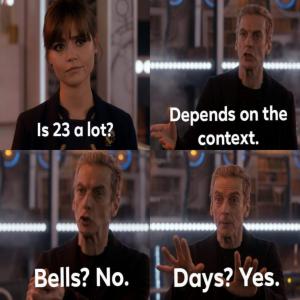 Is 23 a lot?
Depends on the
context.
Bells? No.
Days? Yes.